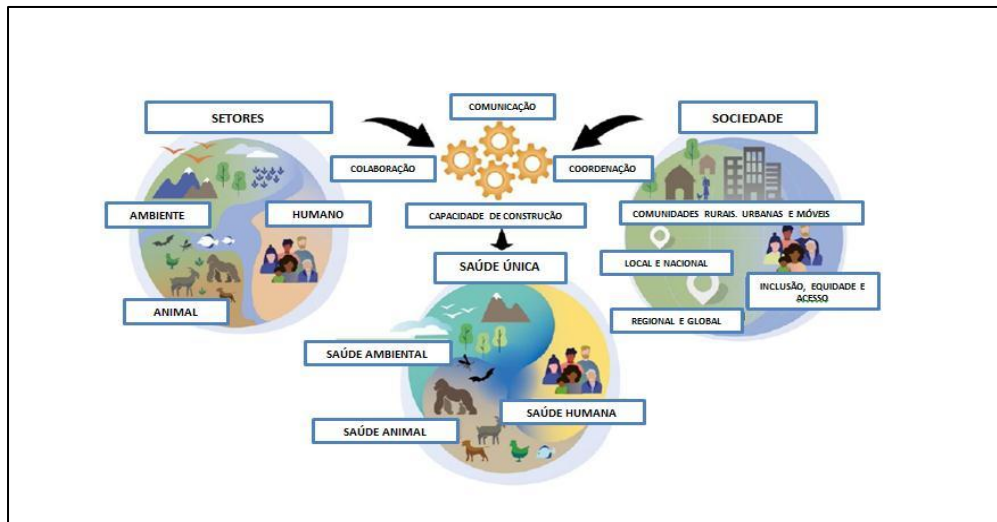 SETORES
AMBIENTE
HUMANO
ANIMAL
COMUNICAÇÃO
COLABORAÇÃO
COORDENAÇÃO
CAPACIDADE DE CONSTRUÇÃO
SOCIEDADE
COMUNIDADES RURAIS. URBANAS E MÓVEIS
LOCAL E NACIONAL
INCLUSÃO, EQUIDADE E
ACESSO
REGIONAL E GLOBAL
SAÚDE ÚNICA
SAÚDE AMBIENTAL
SAÚDE HUMANA
SAÚDE ANIMAL